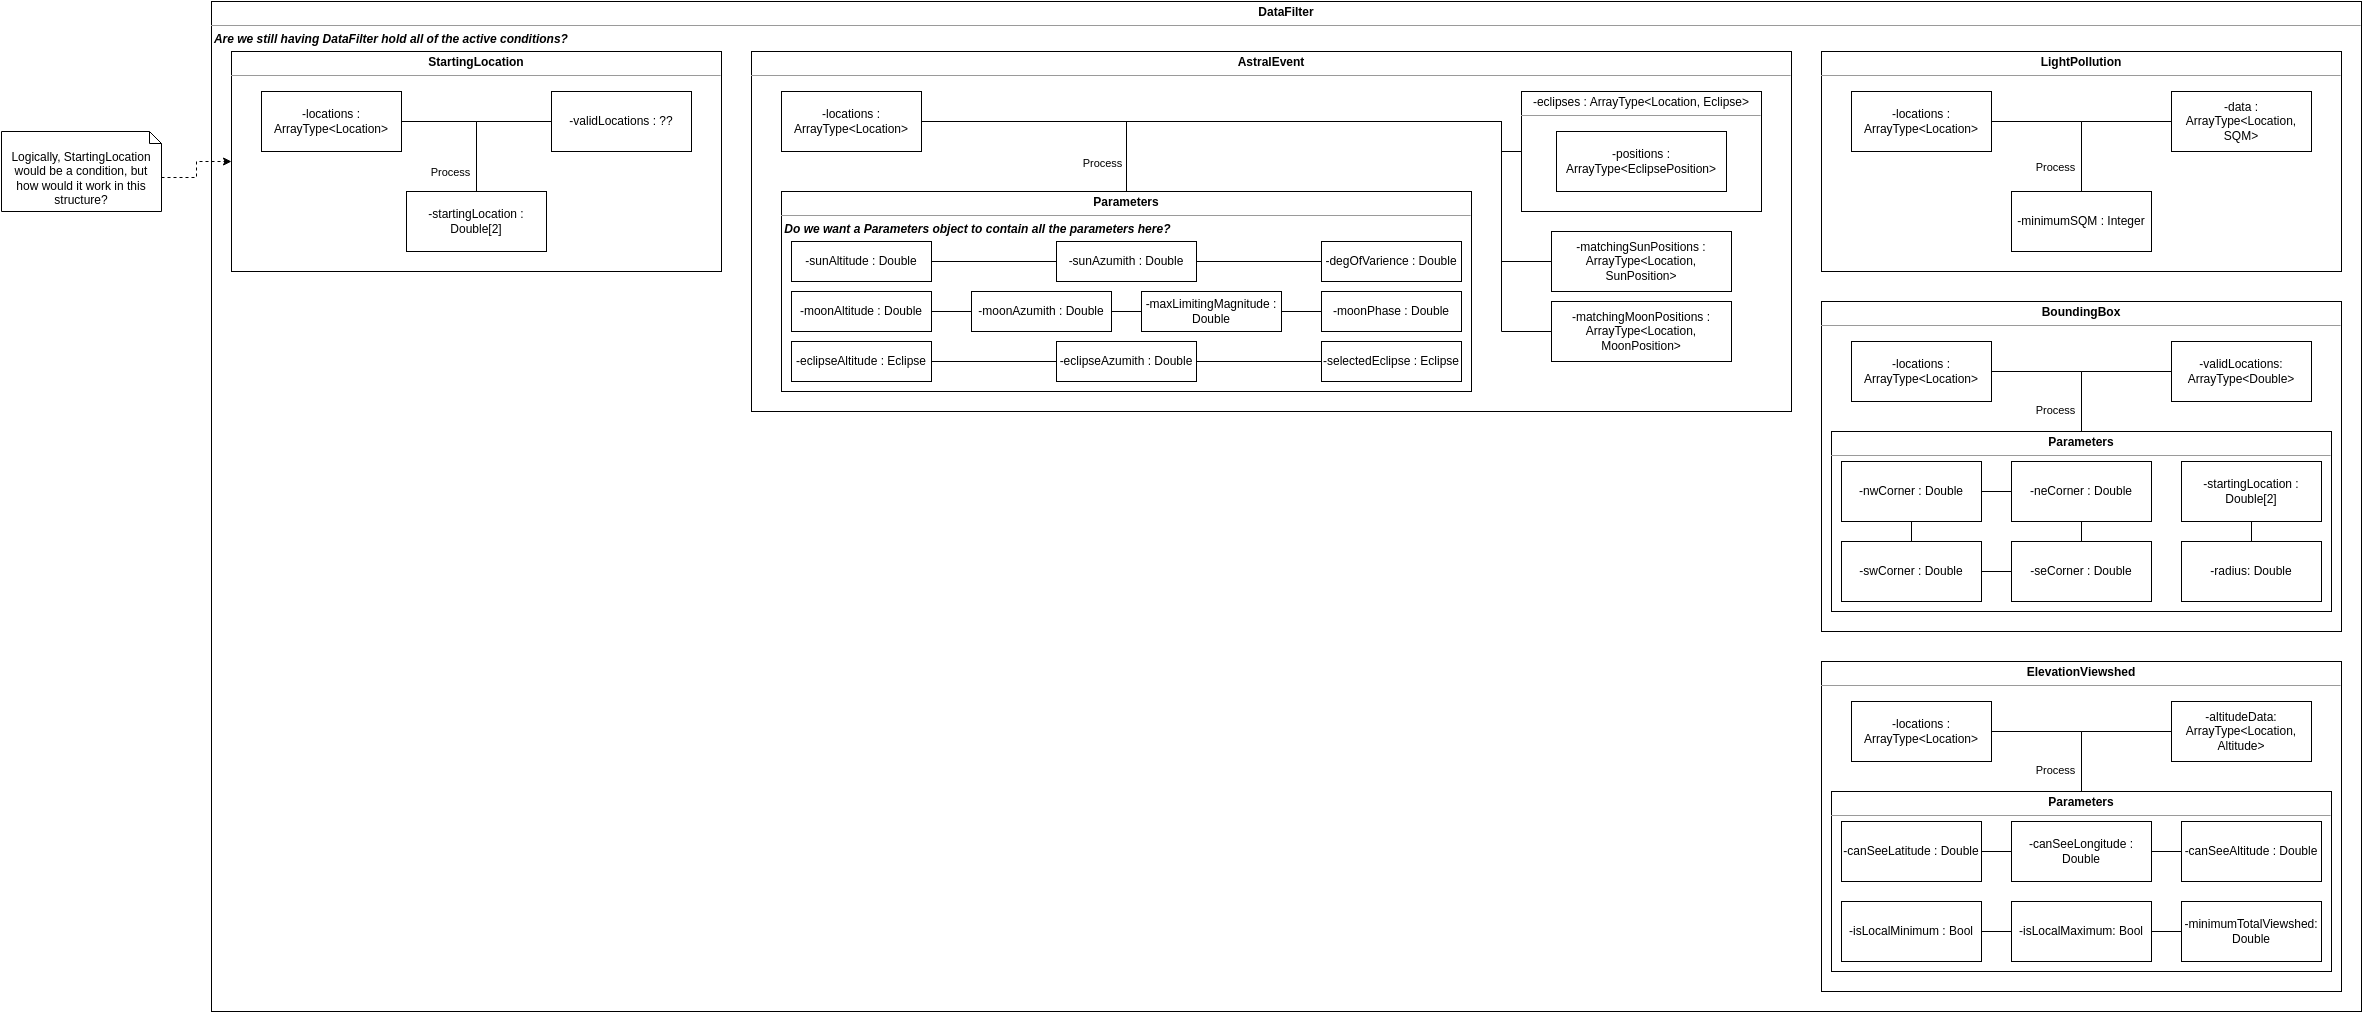 DataFilter
Are we still having DataFilter hold all of the active conditions?
Logically, StartingLocation
would be a condition, but
how would it work in this
structure?
StartingLocation
-locations :
ArrayType<Location>
-validLocations : ??
Process
-startingLocation :
Double[2]
AstralEvent
-locations :
ArrayType<Location>
Process
-eclipses : ArrayType<Location, Eclipse>
-positions :
ArrayType<EclipsePosition>
-matchingSunPositions :
ArrayType<Location,
SunPosition>
-matchingMoonPositions :
ArrayType<Location,
MoonPosition>
Parameters
Do we want a Parameters object to contain all the parameters here?
-sunAltitude : Double
-sunAzumith : Double
-degOfVarience : Double
-moonAltitude : Double
-moonAzumith : Double
-maxLimitingMagnitude :
Double
-moonPhase : Double
-eclipseAltitude : Eclipse
-eclipseAzumith : Double
-selectedEclipse : Eclipse
LightPollution
-locations :
ArrayType<Location>
-data :
ArrayType<Location,
SQM>
Process
-minimumSQM : Integer
BoundingBox
-locations :
ArrayType<Location>
-validLocations:
ArrayType<Double>
Process
Parameters
-nwCorner : Double
-neCorner : Double
-startingLocation :
Double[2]
-swCorner : Double
-seCorner : Double
-radius: Double
ElevationViewshed
-locations :
ArrayType<Location>
-altitudeData:
ArrayType<Location,
Altitude>
Process
Parameters
-canSeeLatitude : Double
-canSeeLongitude :
Double
-canSeeAltitude : Double
-isLocalMinimum : Bool
-isLocalMaximum: Bool
-minimumTotalViewshed:
Double